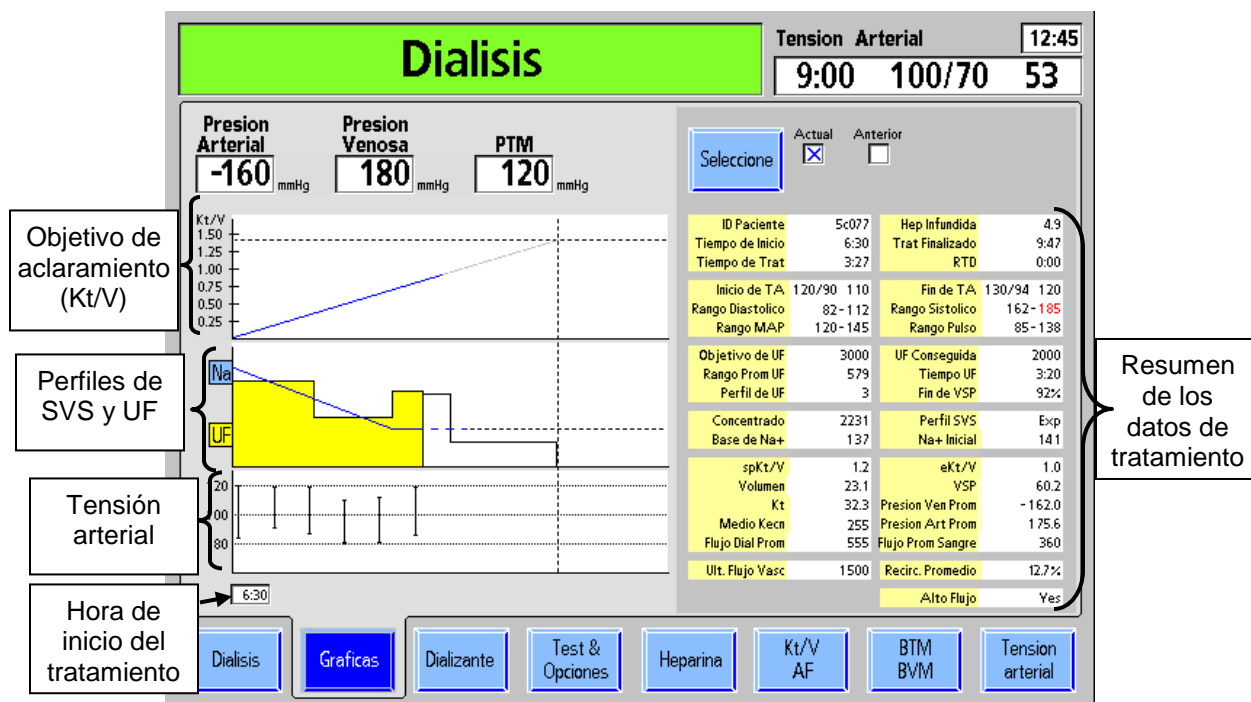 Dialisis
Tension Arterial
12:45
9:00 100/70 53
Presion Arterial
-160 mmHg
Presion Venosa
180 mmHg
PTM
120 mmHg
Seleccione
Actual
Anterior
Objetivo de
aclaramiento
(Kt/V)
Kt/V
1.50
1.25
1.00
0.75
0.50
0.25
Perfiles de
SVS y UF
Na
UF
Tensión
arterial
20
00
80
Hora de
inicio del
tratamiento
6:30
ID Paciente 5c077 Hep Infundida 4.9
Tiempo de Inicio 6:30 Trat Finalizado 9:47
Tiempo de Trat 3:27 RTD 0:00
Inicio de TA 120/90 110 Fin de TA 130/94 120
Rango Diastolico 82-112 Rango Sistolico 162-185
Rango MAP 120-145 Rango Pulso 85-138
Objetivo de UF 3000 UF Conseguida 2000
Rango Prom UF 579 Tiempo UF 3:20
Perfil de UF 3 Fin de VSP 92%
Concentrado 2231 Perfil SVS Exp
Base de Na+ 137 Na+ Inicial 141
spKt/V 1.2 eKt/V 1.0
Volumen 23.1 VSP 60.2
Kt 32.3 Presion Ven Prom -162.0
Medio Kecn 255 Presion Art Prom 175.6
Flujo Dial Prom 555 Flujo Prom Sangre 360
Ult. Flujo Vasc 1500 Recirc. Promedio 12.7%
Alto Flujo Yes
Resumen
de los
datos de
tratamiento
Dialisis
Graficas
Dializante
Test &
Opciones
Heparina
Kt/V
AF
BTM
BVM
Tension
arterial